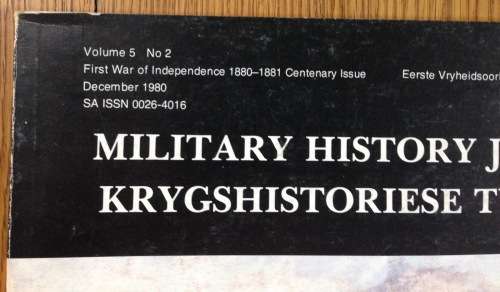 Volume 5 No 2
First War of Independence 1880–1881 Centenary Issue Eerste
December 1980
SA ISSN 0026-4016
MILITARY HISTORY
KRYGSHISTORIESE